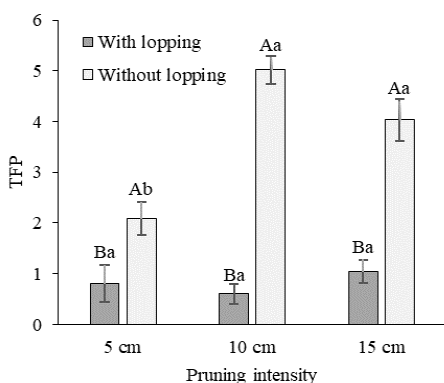 6
5
4
3
2
1
0
TFP
With lopping
Without lopping
Ba
Ab
Ba
Aa
Ba
Aa
5 cm
10 cm
15 cm
Pruning intensity